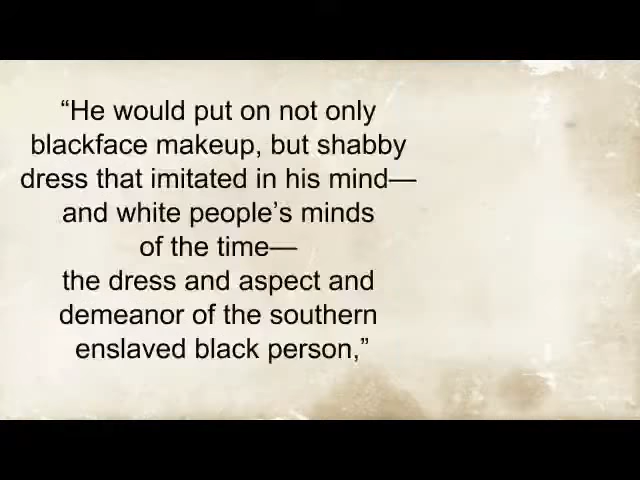 “He would put on not only
blackface makeup, but shabby
dress that imitated in his mind—
and white people’s minds
of the time—
the dress and aspect and
demeanor of the southern
enslaved black person,”